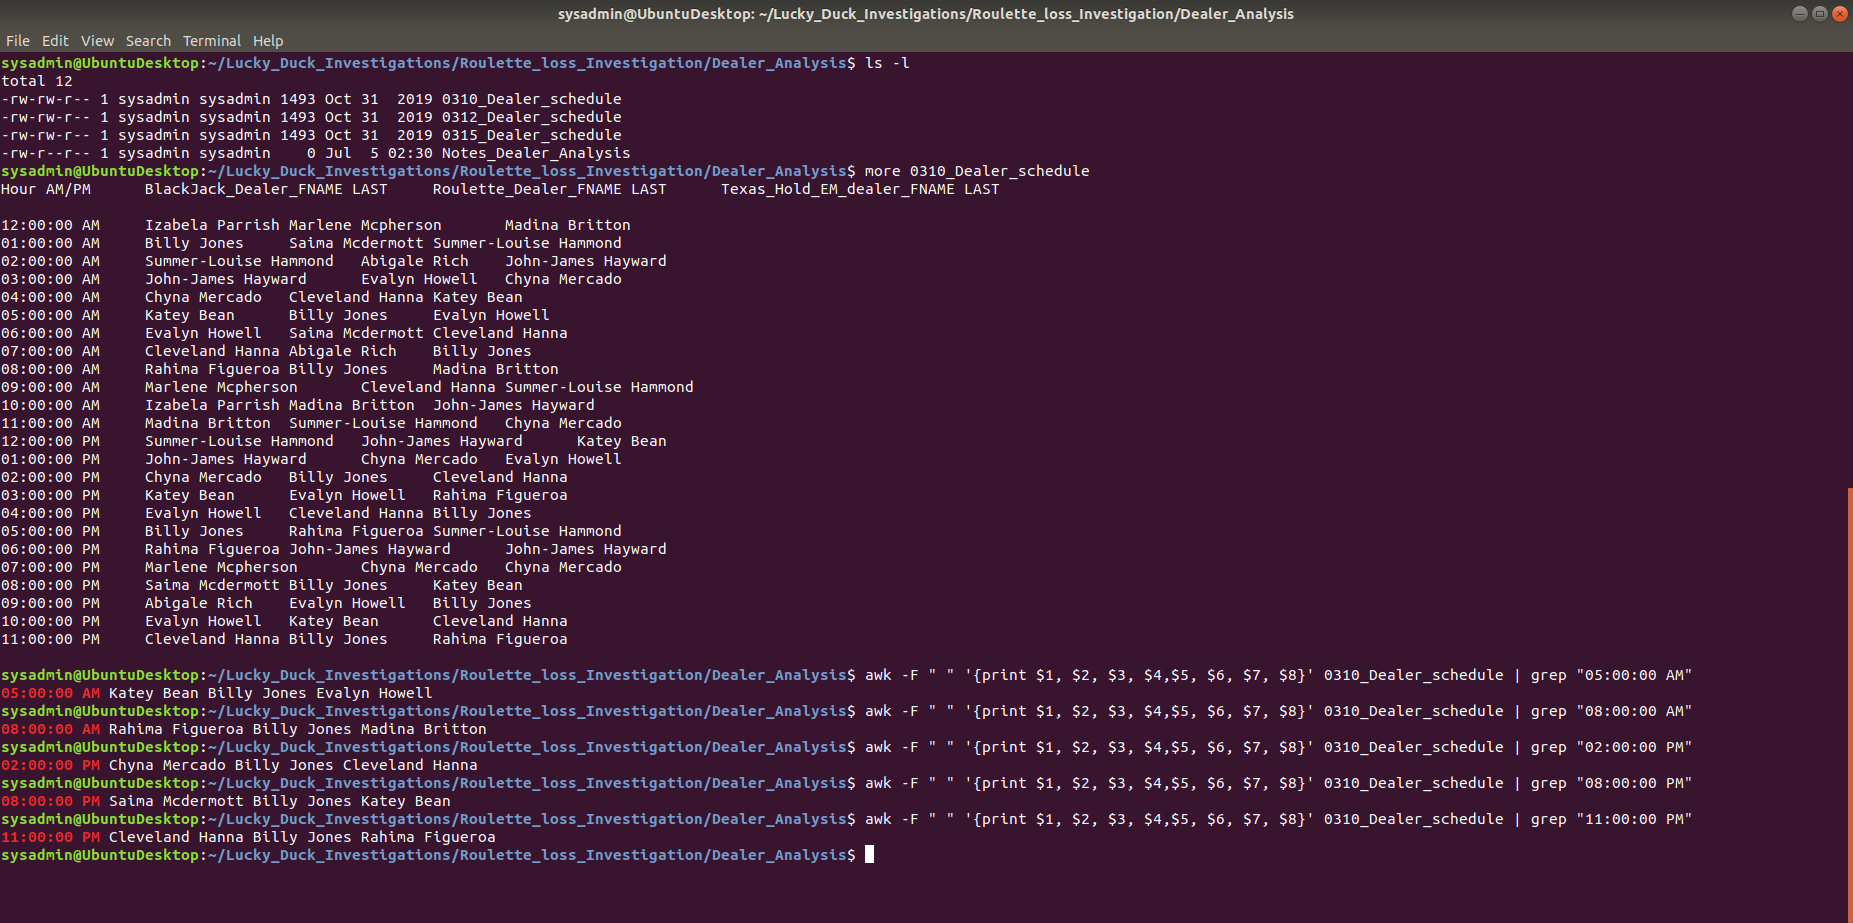 sysadmin@UbuntuDesktop: ~/Lucky_Duck_Investigations/Roulette_loss_Investigation/Dealer_Analysis
File Edit View Search Terminal Help
sysadmin@UbuntuDesktop:~/Lucky_Duck_Investigations/Roulette_loss_Investigation/Dealer_Analysis$ ls -l
total 12
-rw-rw-r-- 1 sysadmin sysadmin 1493 Oct 31  2019 0310_Dealer_schedule
-rw-rw-r-- 1 sysadmin sysadmin 1493 Oct 31  2019 0312_Dealer_schedule
-rw-rw-r-- 1 sysadmin sysadmin 1493 Oct 31  2019 0315_Dealer_schedule
-rw-r--r-- 1 sysadmin sysadmin    0 Jul  5 02:30 Notes_Dealer_Analysis
sysadmin@UbuntuDesktop:~/Lucky_Duck_Investigations/Roulette_loss_Investigation/Dealer_Analysis$ more 0310_Dealer_schedule
Hour AM/PM      BlackJack_Dealer_FNAME LAST     Roulette_Dealer_FNAME LAST      Texas_Hold_EM_dealer_FNAME LAST
12:00:00 AM     Izabela Parrish Marlene Mcpherson       Madina Britton
01:00:00 AM     Billy Jones     Saima Mcdermott Summer-Louise Hammond
02:00:00 AM     Summer-Louise Hammond   Abigale Rich    John-James Hayward
03:00:00 AM     John-James Hayward      Evalyn Howell   Chyna Mercado
04:00:00 AM     Chyna Mercado   Cleveland Hanna Katey Bean
05:00:00 AM     Katey Bean      Billy Jones     Evalyn Howell
06:00:00 AM     Evalyn Howell   Saima Mcdermott Cleveland Hanna
07:00:00 AM     Cleveland Hanna Abigale Rich    Billy Jones
08:00:00 AM     Rahima Figueroa Billy Jones     Madina Britton
09:00:00 AM     Marlene Mcpherson       Cleveland Hanna Summer-Louise Hammond
10:00:00 AM     Izabela Parrish Madina Britton  John-James Hayward
11:00:00 AM     Madina Britton  Summer-Louise Hammond   Chyna Mercado
12:00:00 PM     Summer-Louise Hammond   John-James Hayward      Katey Bean
01:00:00 PM     John-James Hayward      Chyna Mercado   Evalyn Howell
02:00:00 PM     Chyna Mercado   Billy Jones     Cleveland Hanna
03:00:00 PM     Katey Bean      Evalyn Howell   Rahima Figueroa
04:00:00 PM     Evalyn Howell   Cleveland Hanna Billy Jones
05:00:00 PM     Billy Jones     Rahima Figueroa Summer-Louise Hammond
06:00:00 PM     Rahima Figueroa John-James Hayward      John-James Hayward
07:00:00 PM     Marlene Mcpherson       Chyna Mercado   Chyna Mercado
08:00:00 PM     Saima Mcdermott Billy Jones     Katey Bean
09:00:00 PM     Abigale Rich    Evalyn Howell   Billy Jones
10:00:00 PM     Evalyn Howell   Katey Bean      Cleveland Hanna
11:00:00 PM     Cleveland Hanna Billy Jones     Rahima Figueroa
sysadmin@UbuntuDesktop:~/Lucky_Duck_Investigations/Roulette_loss_Investigation/Dealer_Analysis$ awk -F " " '{print $1, $2, $3, $4,$5, $6, $7, $8}' 0310_Dealer_schedule | grep "05:00:00 AM"
05:00:00 AM Katey Bean Billy Jones Evalyn Howell
sysadmin@UbuntuDesktop:~/Lucky_Duck_Investigations/Roulette_loss_Investigation/Dealer_Analysis$ awk -F " " '{print $1, $2, $3, $4,$5, $6, $7, $8}' 0310_Dealer_schedule | grep "08:00:00 AM"
08:00:00 AM Rahima Figueroa Billy Jones Madina Britton
sysadmin@UbuntuDesktop:~/Lucky_Duck_Investigations/Roulette_loss_Investigation/Dealer_Analysis$ awk -F " " '{print $1, $2, $3, $4,$5, $6, $7, $8}' 0310_Dealer_schedule | grep "02:00:00 PM"
02:00:00 PM Chyna Mercado Billy Jones Cleveland Hanna
sysadmin@UbuntuDesktop:~/Lucky_Duck_Investigations/Roulette_loss_Investigation/Dealer_Analysis$ awk -F " " '{print $1, $2, $3, $4,$5, $6, $7, $8}' 0310_Dealer_schedule | grep "08:00:00 PM"
08:00:00 PM Saima Mcdermott Billy Jones Katey Bean
sysadmin@UbuntuDesktop:~/Lucky_Duck_Investigations/Roulette_loss_Investigation/Dealer_Analysis$ awk -F " " '{print $1, $2, $3, $4,$5, $6, $7, $8}' 0310_Dealer_schedule | grep "11:00:00 PM"
11:00:00 PM Cleveland Hanna Billy Jones Rahima Figueroa
sysadmin@UbuntuDesktop:~/Lucky_Duck_Investigations/Roulette_loss_Investigation/Dealer_Analysis$